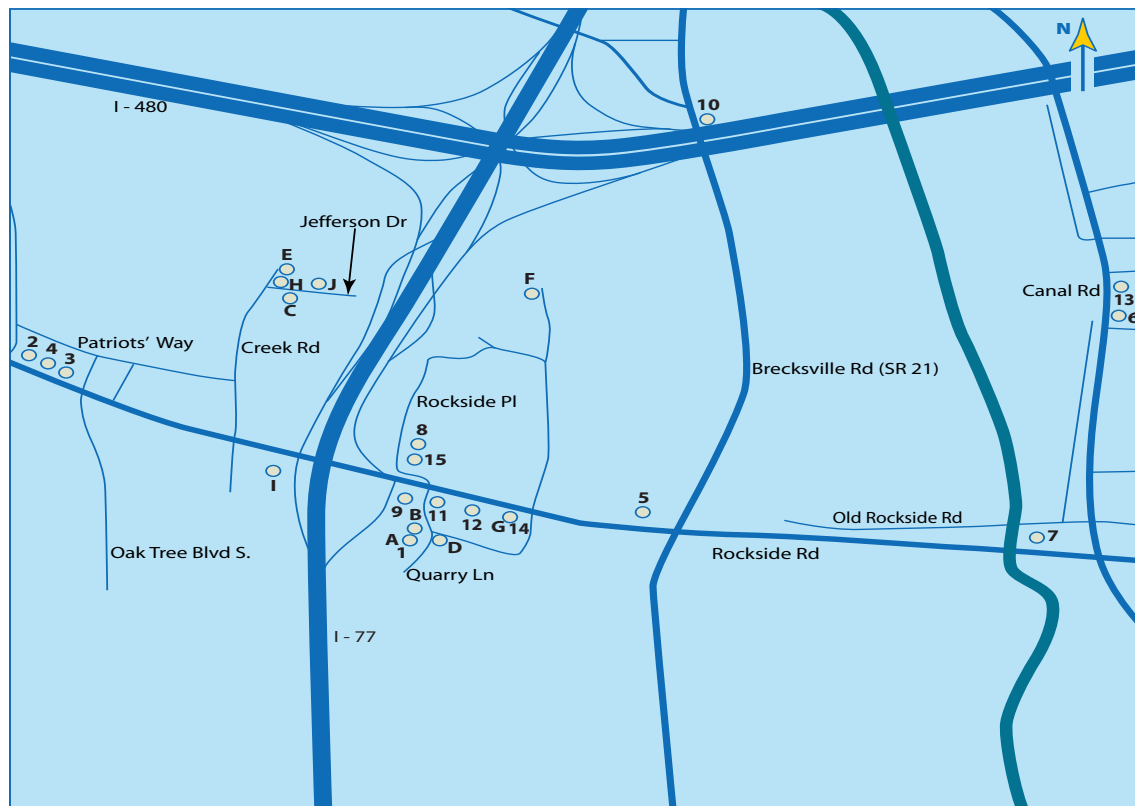 N
I - 480
10
Jefferson Dr
E
H
J
C
F
Canal Rd
13
6
2
4
3
Patriots' Way
Creek Rd
Brecksville Rd (SR 21)
Rockside Pl
8
15
I
9
11
12
G
14
5
B
A
1
D
Old Rockside Rd
7
Rockside Rd
Oak Tree Blvd S.
Quarry Ln
I - 77